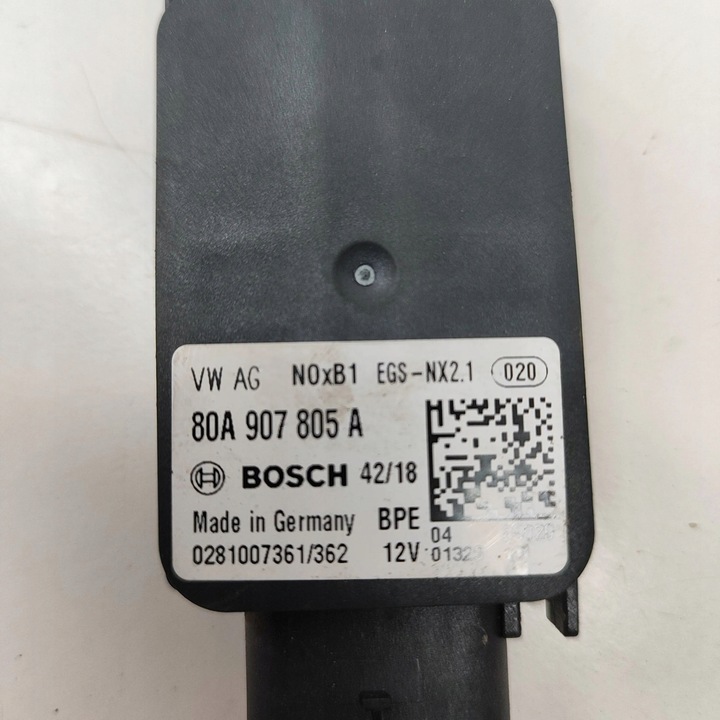 VW AG NOxB1 EGS-NX2.1 020
80A 907 805 A
BOSCH 42/18
Made in Germany BPE 04
0281007361/362 12V